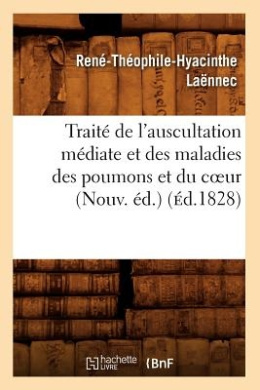 René-Théophile-Hyacinthe
Laënnec
Traité de l'auscultation
médiate et des maladies
des poumons et du cœur
(Nouv. éd.) (Éd.1828)
hachette
LIVRE
{BnF